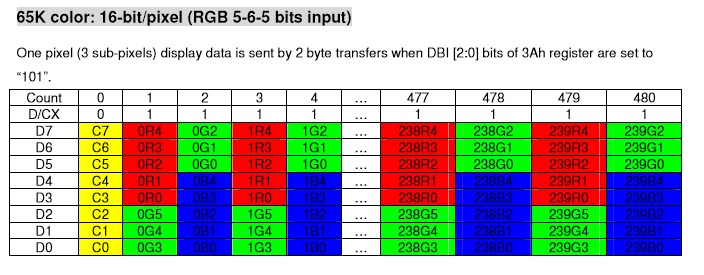 65K color: 16-bit/pixel (RGB 5-6-5 bits input)
One pixel (3 sub-pixels) display data is sent by 2 byte transfers when DBI [2:0] bits of 3Ah register are set to
“101”.
Count 0 1 2 3 4 ... 477 478 479 480
D/CX 0 1 1 1 1 ... 1 1 1 1
D7 C7 0R4 0G2 1R4 1G2 ... 238R4 238G2 239R4 239G2
D6 C6 0R3 0G1 1R3 1G1 ... 238R3 238G1 239R3 239G1
D5 C5 0R2 0G0 1R2 1G0 ... 238R2 238G0 239R2 239G0
D4 C4 0R1 0B4 1R1 1B4 ... 238R1 238B4 239R1 239B4
D3 C3 0R0 0B3 1R0 1B3 ... 238R0 238B3 239R0 239B3
D2 C2 0G5 0B2 1G5 1B2 ... 238G5 238B2 239G5 239B2
D1 C1 0G4 0B1 1G4 1B1 ... 238G4 238B1 239G4 239B1
D0 C0 0G3 0B0 1G3 1B0 ... 238G3 238B0 239G3 239B0